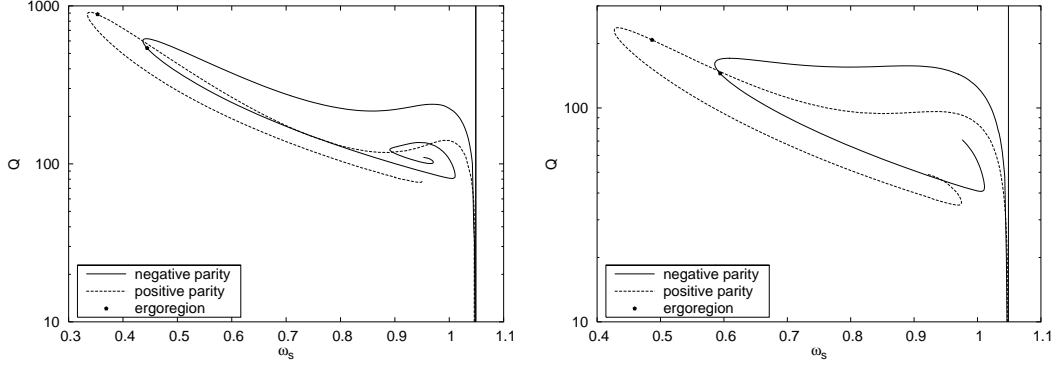 1000
100
10
Q
negative parity
positive parity
ergoregion
0.3 0.4 0.5 0.6 0.7 0.8 0.9 1 1.1
ωs
100
10
Q
negative parity
positive parity
ergoregion
0.4 0.5 0.6 0.7 0.8 0.9 1 1.1
ωs